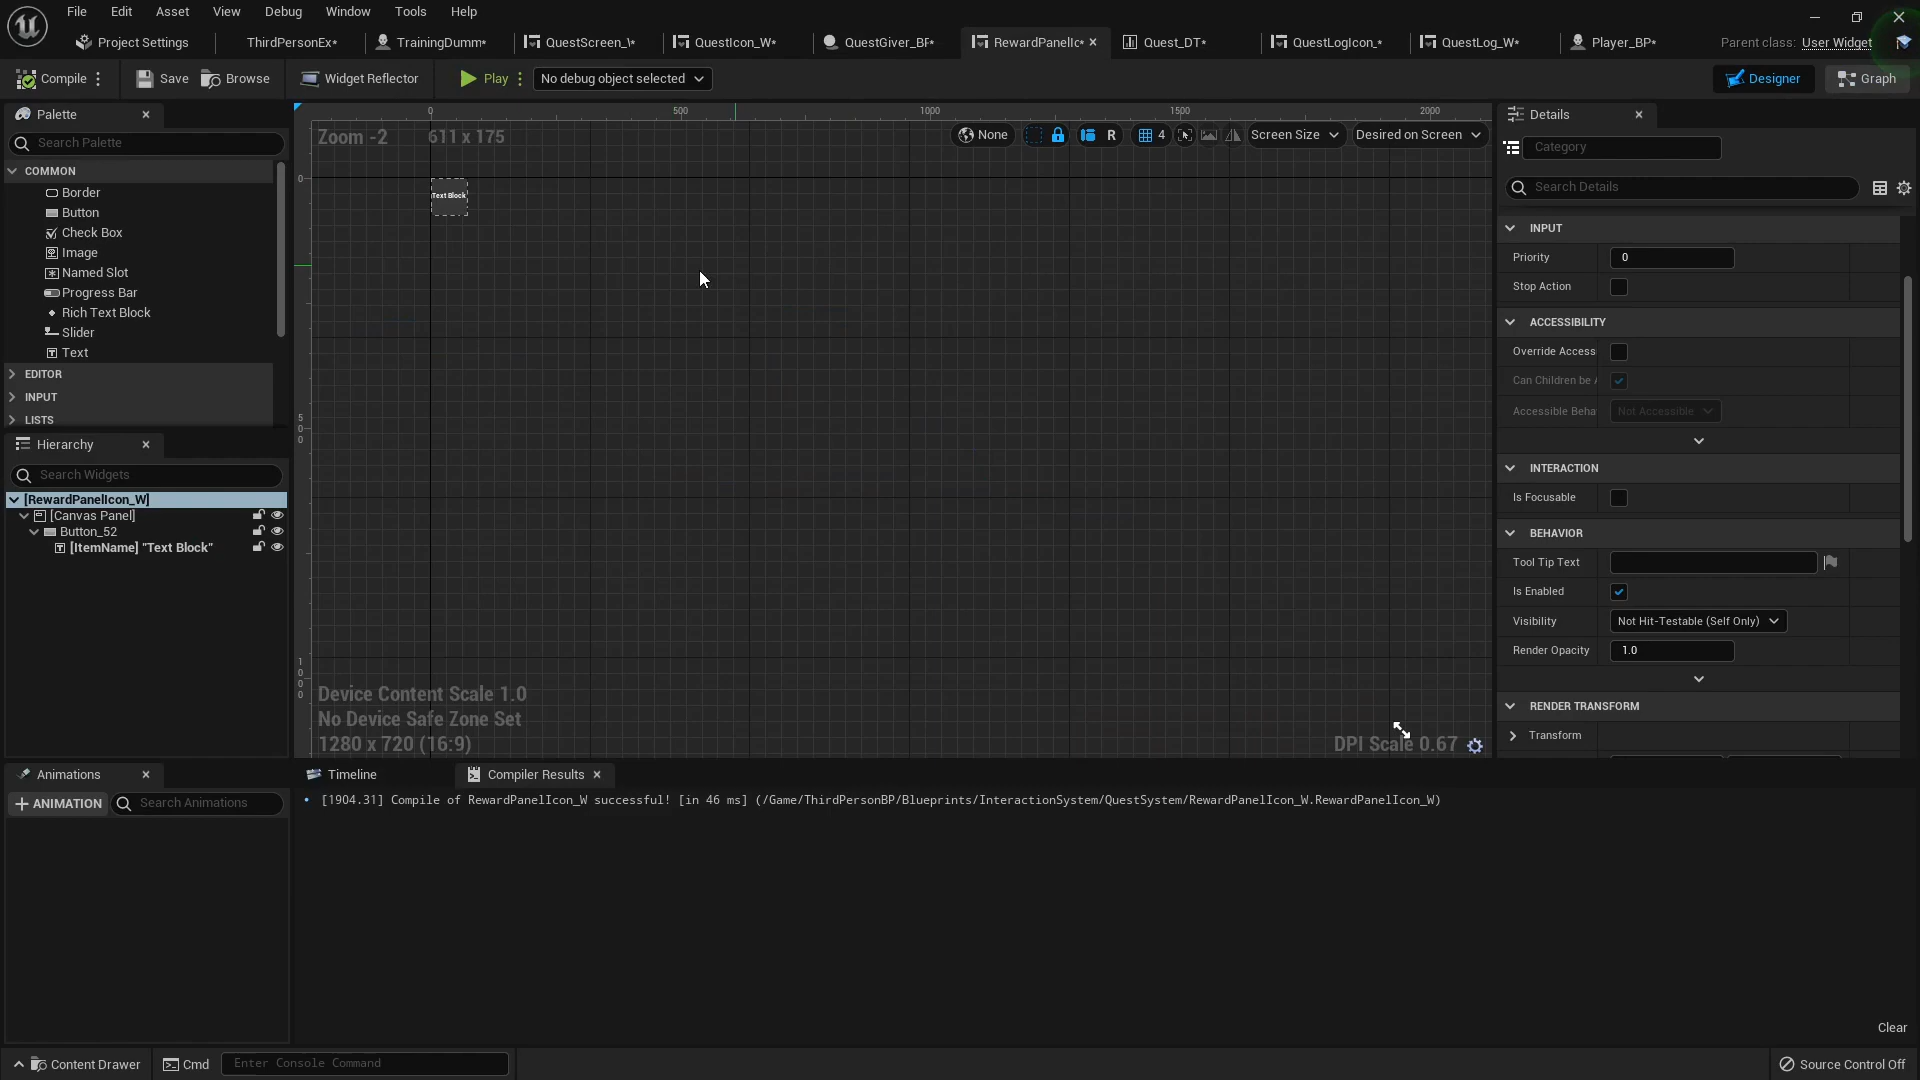 File Edit Asset View Debug Window Tools Help
Project Settings ThirdPersonEx* TrainingDumm* QuestScreen_\* QuestIcon_W* QuestGiver_BP* RewardPanelIc* Quest_DT* QuestLogIcon_* QuestLog_W* Player_BP* Parent class: User Widget
Compile Save Browse Widget Reflector Play No debug object selected Designer Graph
Palette
Search Palette
COMMON
Border
Button
Check Box
Image
Named Slot
Progress Bar
Rich Text Block
Slider
Text
EDITOR
INPUT
LISTS
Hierarchy
Search Widgets
[RewardPanelIcon_W]
[Canvas Panel]
Button_52
[ItemName] "Text Block"
0 500 1000 1500 2000
Zoom -2 611 x 175
None R 4 Screen Size Desired on Screen
0
Text Block
500
1000
Device Content Scale 1.0
No Device Safe Zone Set
1280 x 720 (16:9)
DPI Scale 0.67
Details
Category
Search Details
INPUT
Priority 0
Stop Action
ACCESSIBILITY
Override Access
Can Children be A
Accessible Beha Not Accessible
INTERACTION
Is Focusable
BEHAVIOR
Tool Tip Text
Is Enabled
Visibility Not Hit-Testable (Self Only)
Render Opacity 1.0
RENDER TRANSFORM
Transform
Animations
ANIMATION Search Animations
Timeline Compiler Results
• [1904.31] Compile of RewardPanelIcon_W successful! [in 46 ms] (/Game/ThirdPersonBP/Blueprints/InteractionSystem/QuestSystem/RewardPanelIcon_W.RewardPanelIcon_W)
Clear
Content Drawer Cmd Enter Console Command Source Control Off